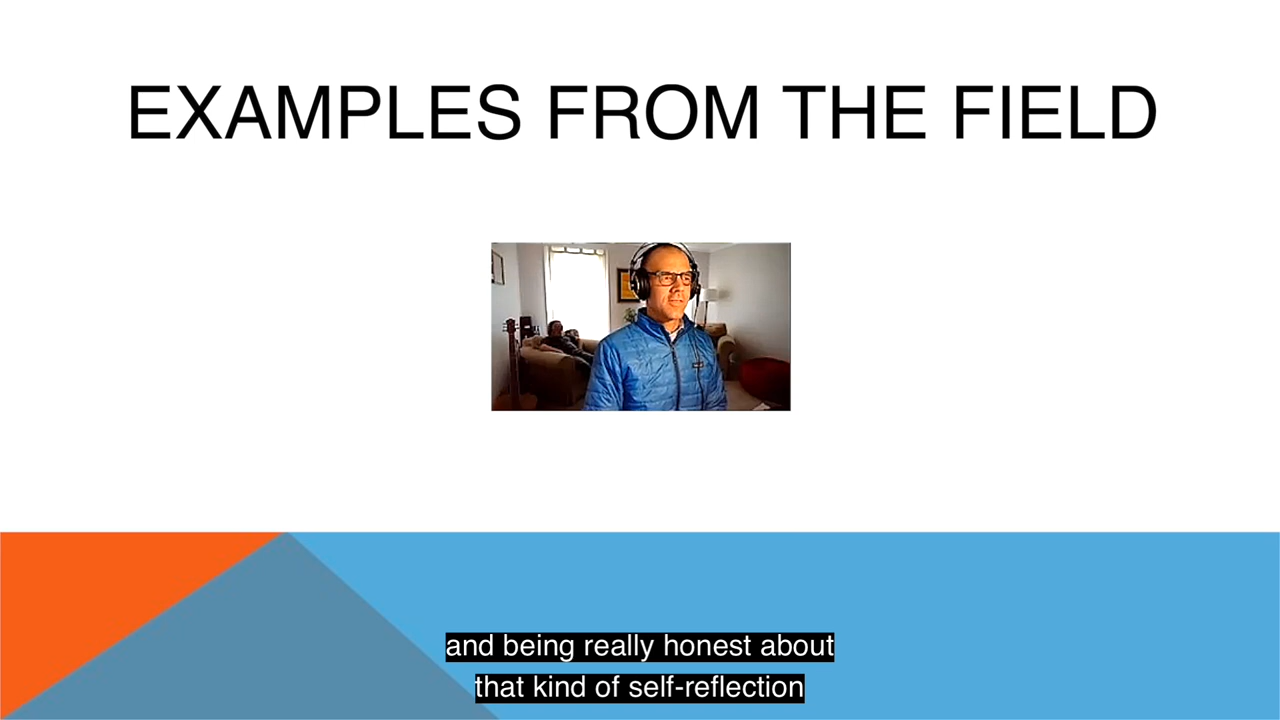 EXAMPLES FROM THE FIELD
and being really honest about
that kind of self-reflection